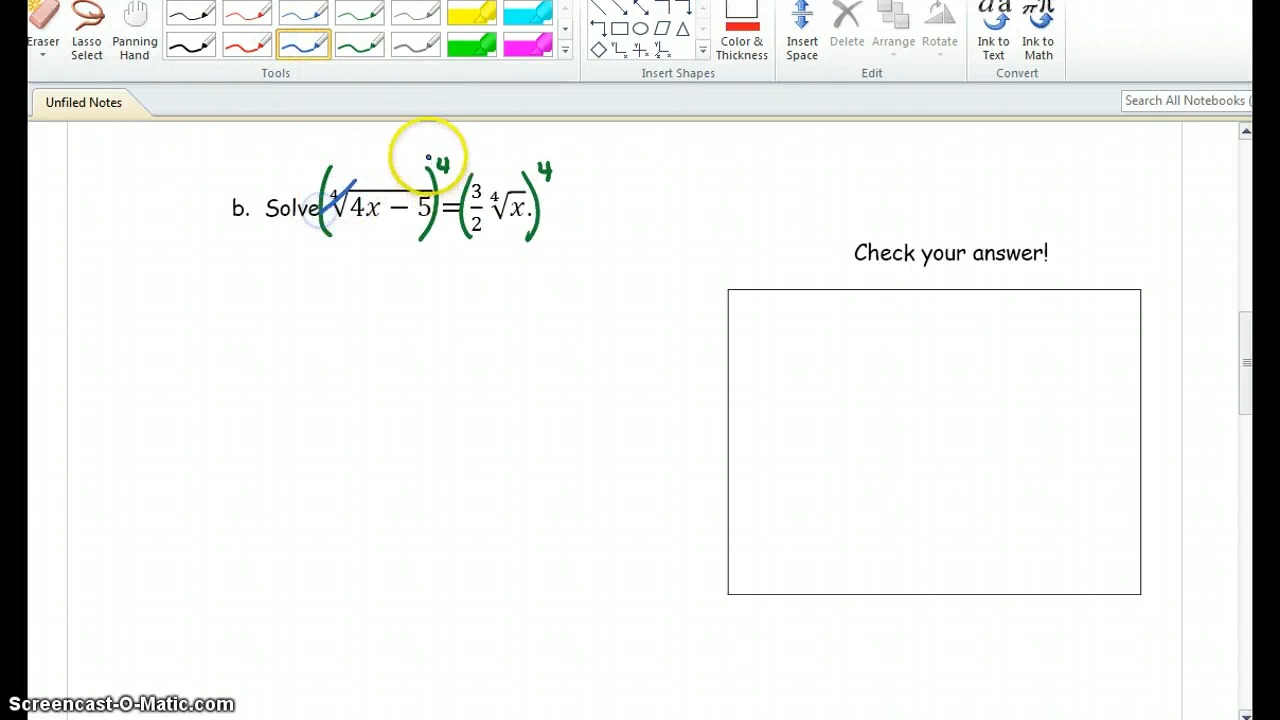 Eraser Lasso Select Panning Hand Color & Thickness Insert Space Delete Arrange Rotate Ink to Text Ink to Math
Tools Insert Shapes Edit Convert
Unfiled Notes Search All Notebooks (
b. Solve (∜(4x − 5))^4 = (3/2 ∜x.)^4
Check your answer!
Screencast-O-Matic.com